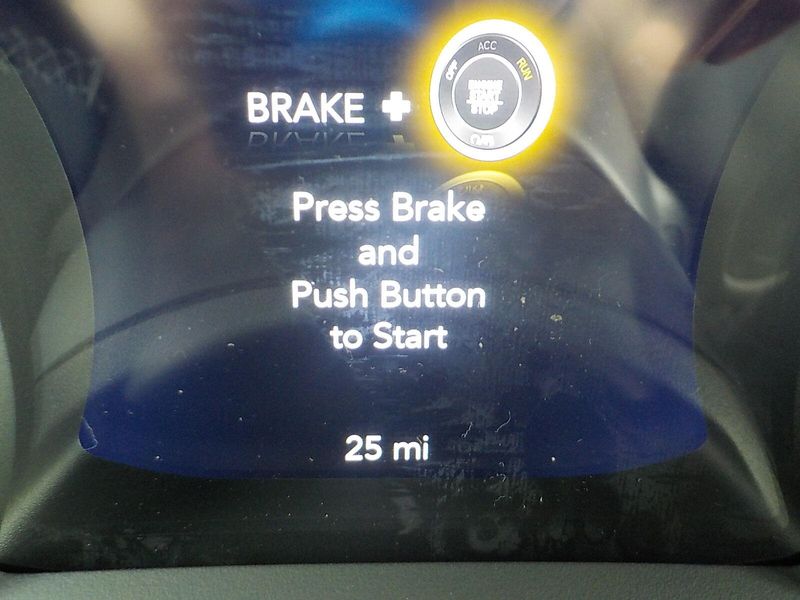 BRAKE +
OFF ACC RUN
ENGINE
START
STOP
Press Brake
and
Push Button
to Start
25 mi